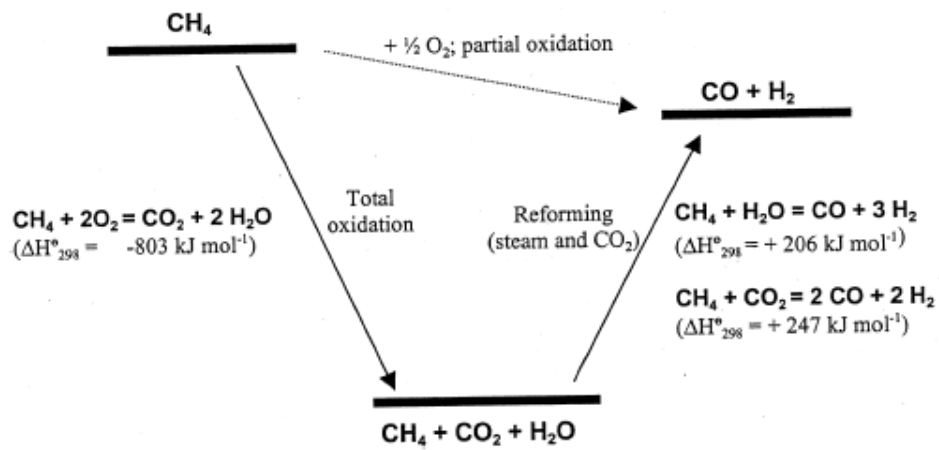 CH₄
+ ½ O₂; partial oxidation
CO + H₂
CH₄ + 2O₂ = CO₂ + 2 H₂O
(ΔH°₂₉₈ = -803 kJ mol⁻¹)
Total
oxidation
Reforming
(steam and CO₂)
CH₄ + H₂O = CO + 3 H₂
(ΔH°₂₉₈ = + 206 kJ mol⁻¹)
CH₄ + CO₂ = 2 CO + 2 H₂
(ΔH°₂₉₈ = + 247 kJ mol⁻¹)
CH₄ + CO₂ + H₂O